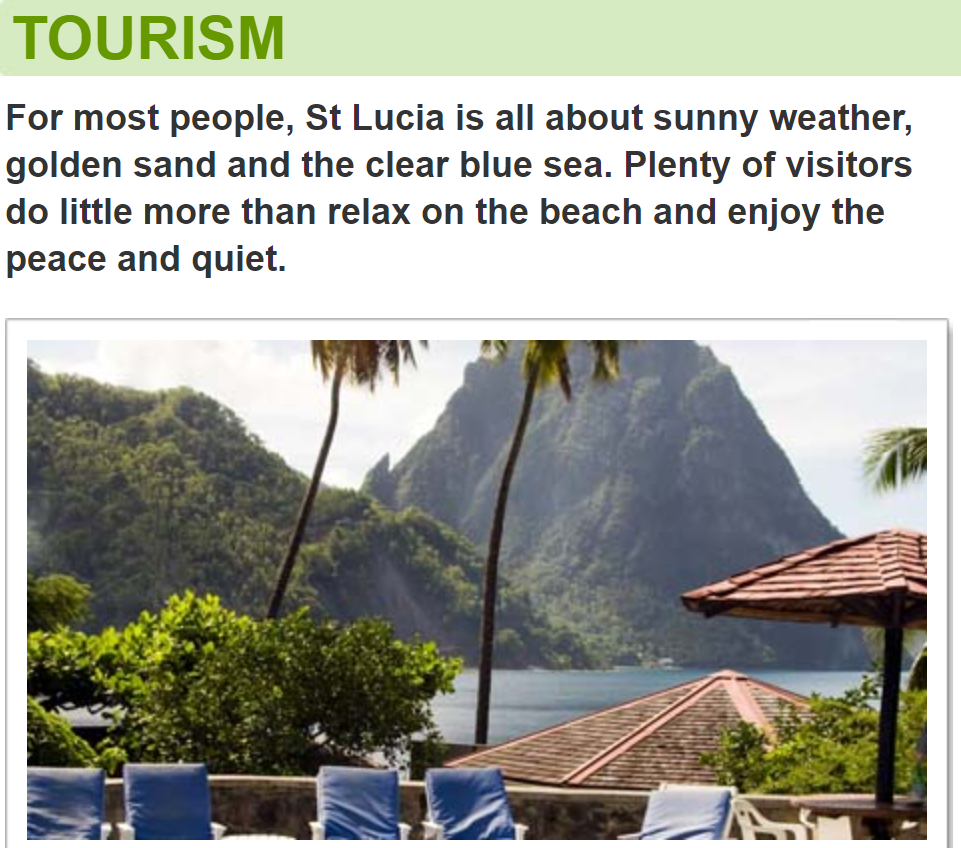 TOURISM
For most people, St Lucia is all about sunny weather,
golden sand and the clear blue sea. Plenty of visitors
do little more than relax on the beach and enjoy the
peace and quiet.